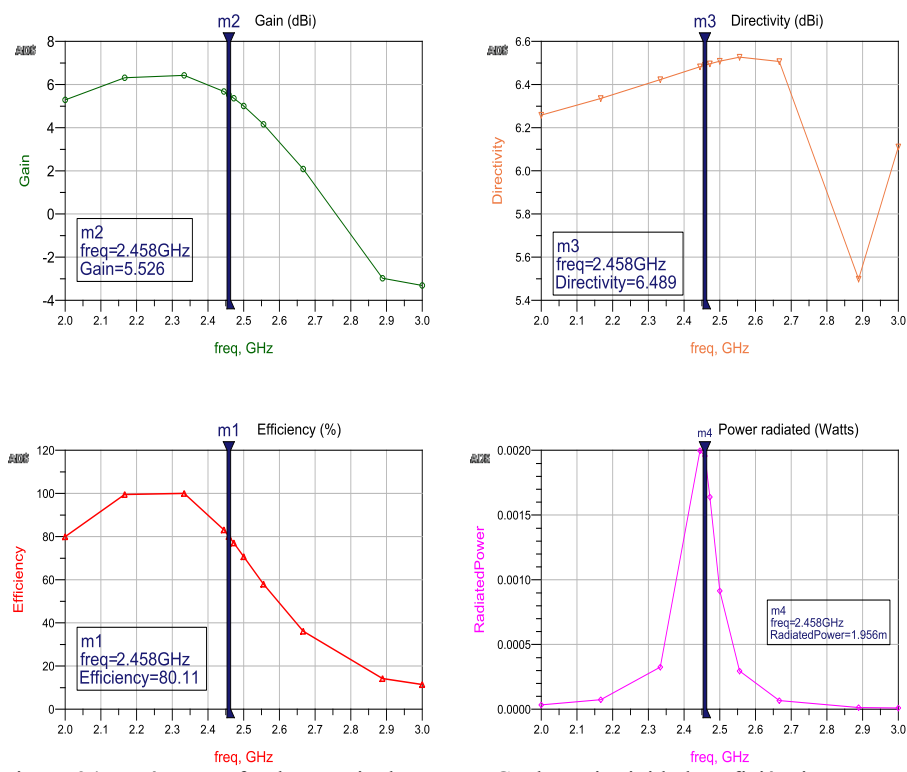 m2 Gain (dBi)
ADS
8
6
4
2
0
-2
-4
Gain
m2
freq=2.458GHz
Gain=5.526
2.0 2.1 2.2 2.3 2.4 2.5 2.6 2.7 2.8 2.9 3.0
freq, GHz
m3 Directivity (dBi)
ADS
6.6
6.4
6.2
6.0
5.8
5.6
5.4
Directivity
m3
freq=2.458GHz
Directivity=6.489
2.0 2.1 2.2 2.3 2.4 2.5 2.6 2.7 2.8 2.9 3.0
freq, GHz
m1 Efficiency (%)
ADS
120
100
80
60
40
20
0
Efficiency
m1
freq=2.458GHz
Efficiency=80.11
2.0 2.1 2.2 2.3 2.4 2.5 2.6 2.7 2.8 2.9 3.0
freq, GHz
m4 Power radiated (Watts)
ADS
0.0020
0.0015
0.0010
0.0005
0.0000
RadiatedPower
m4
freq=2.458GHz
RadiatedPower=1.956m
2.0 2.1 2.2 2.3 2.4 2.5 2.6 2.7 2.8 2.9 3.0
freq, GHz